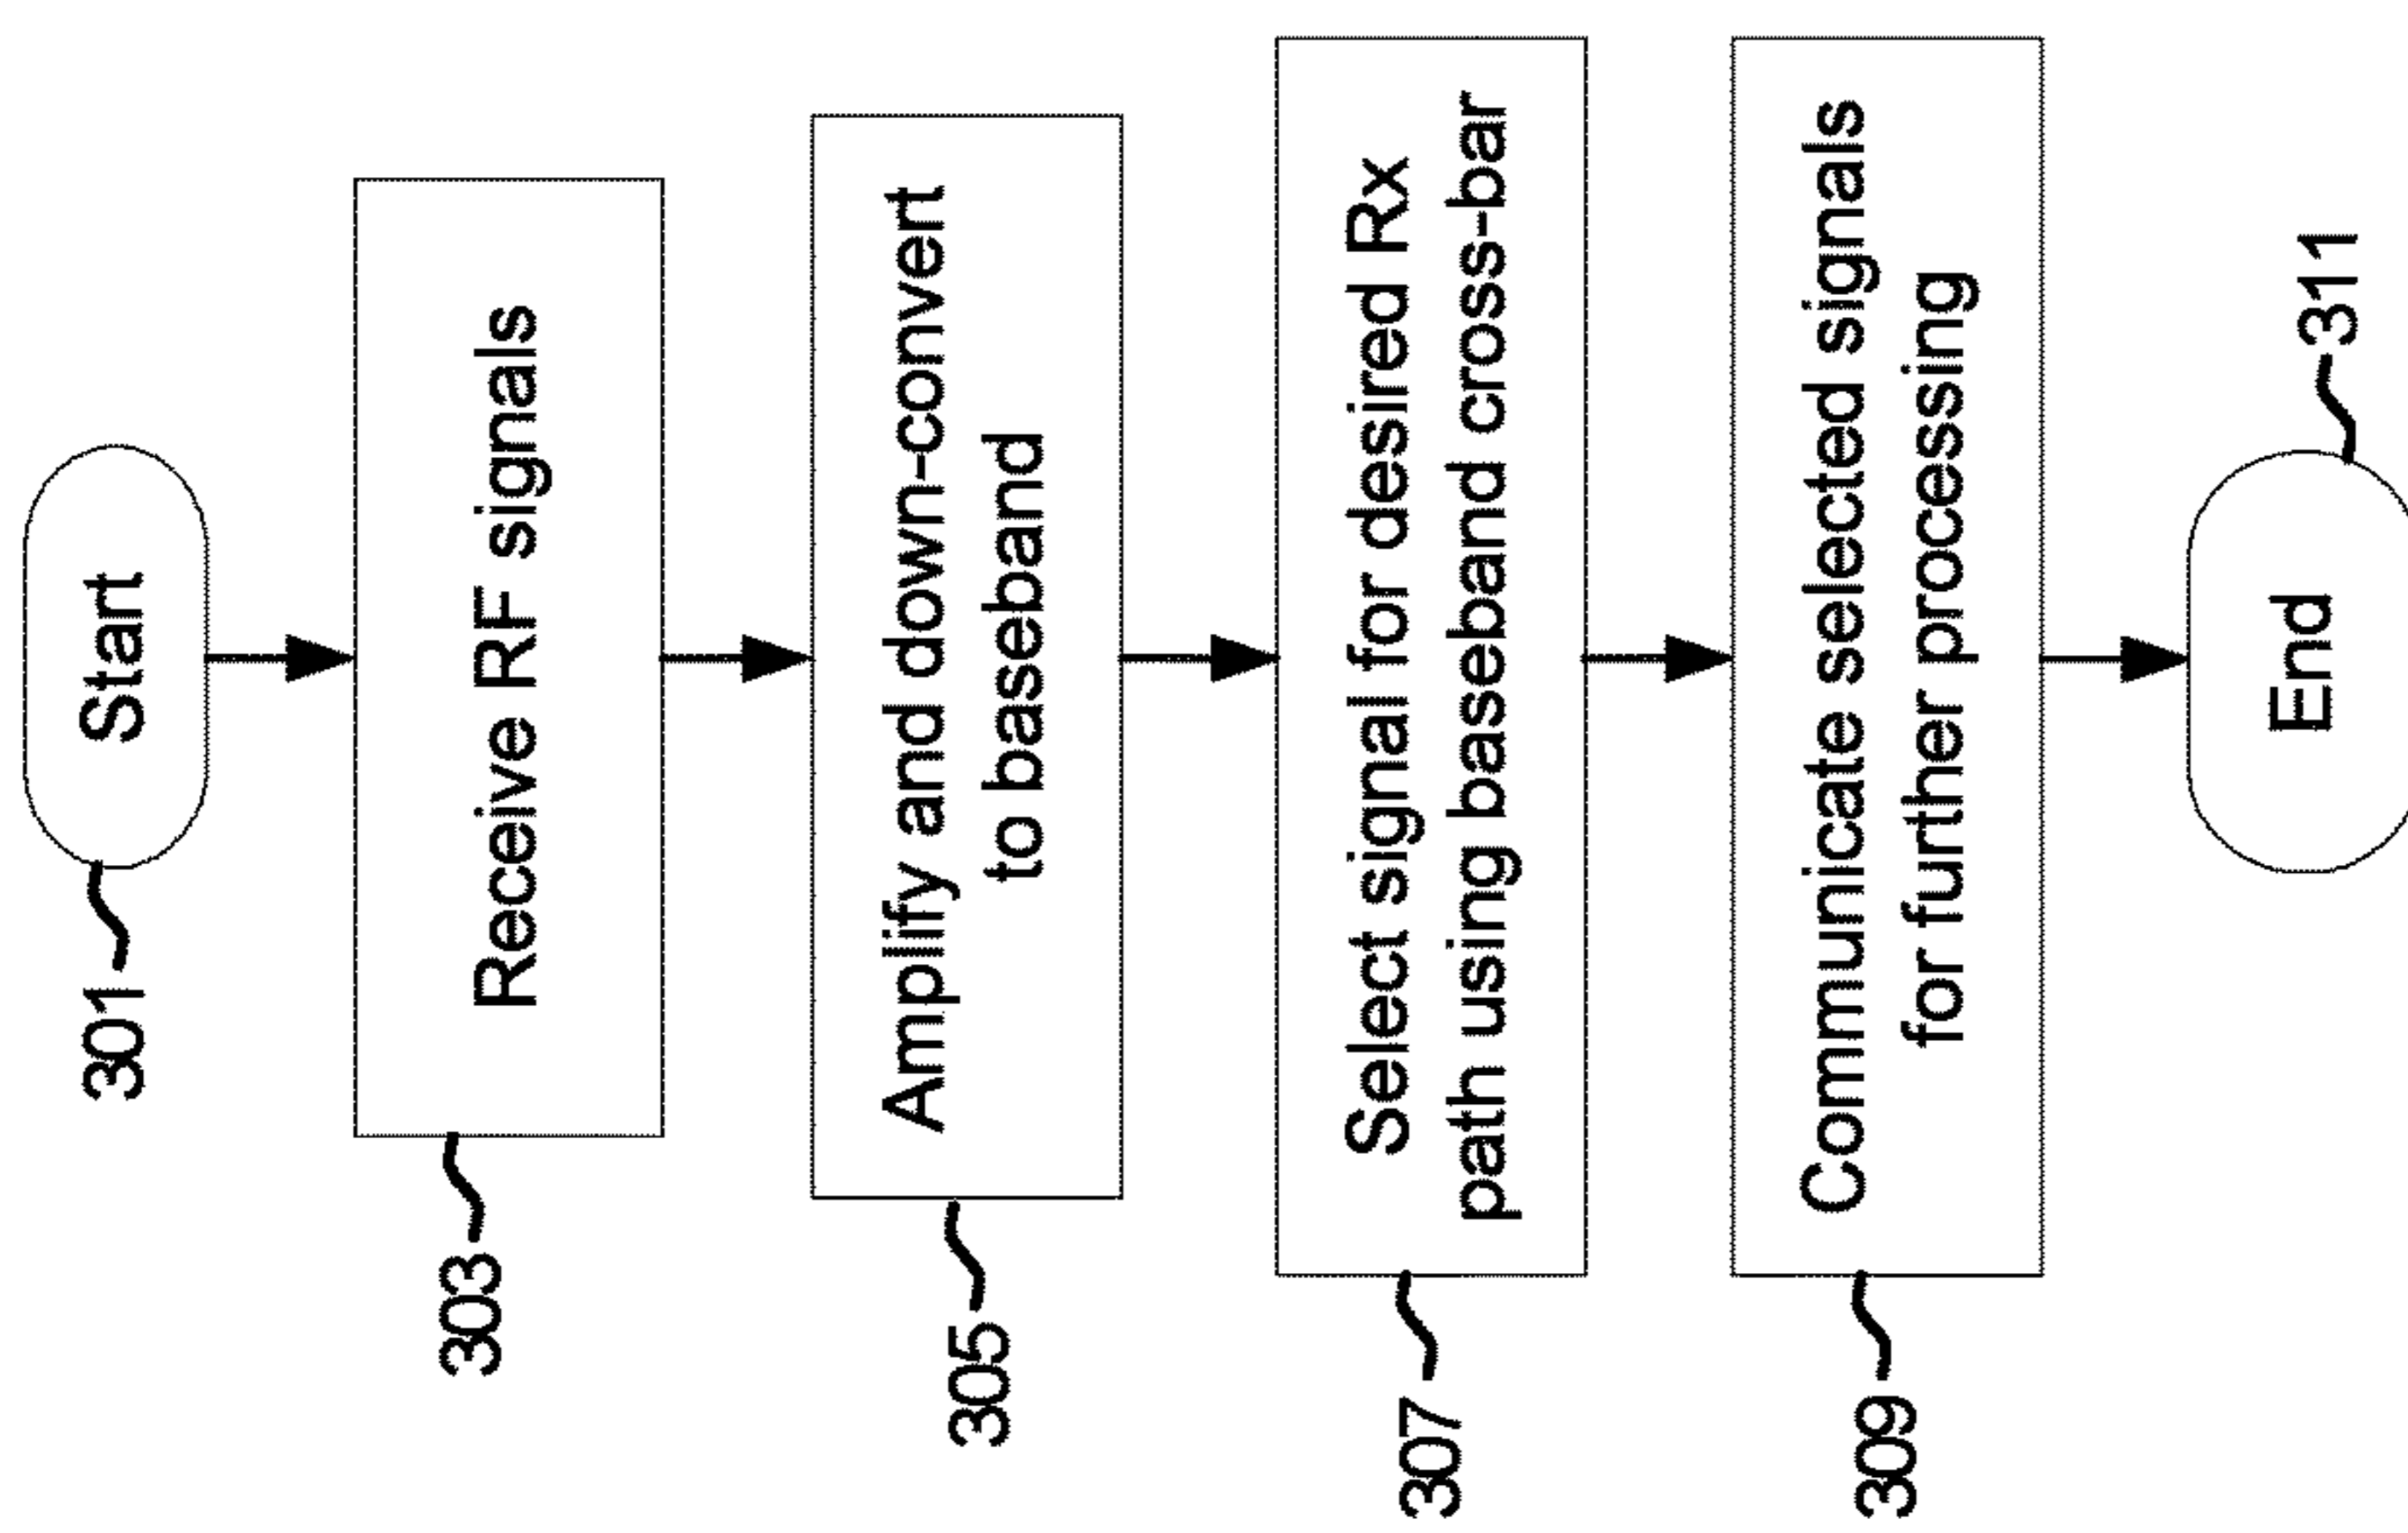 301
Start
303
Receive RF signals
305
Amplify and down-convert
to baseband
307
Select signal for desired Rx
path using baseband cross-bar
309
Communicate selected signals
for further processing
End
311